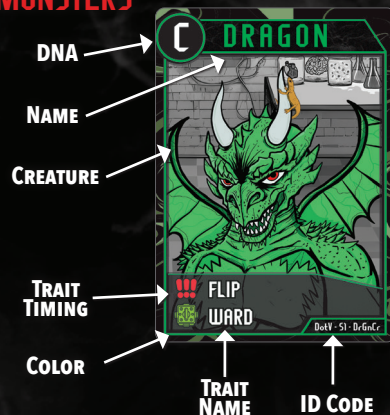 MONSTERS
DNA
C
DRAGON
NAME
CREATURE
TRAIT
TIMING
!!! FLIP
WARD
DotV - S1 - DrGnCr
COLOR
TRAIT
NAME
ID CODE